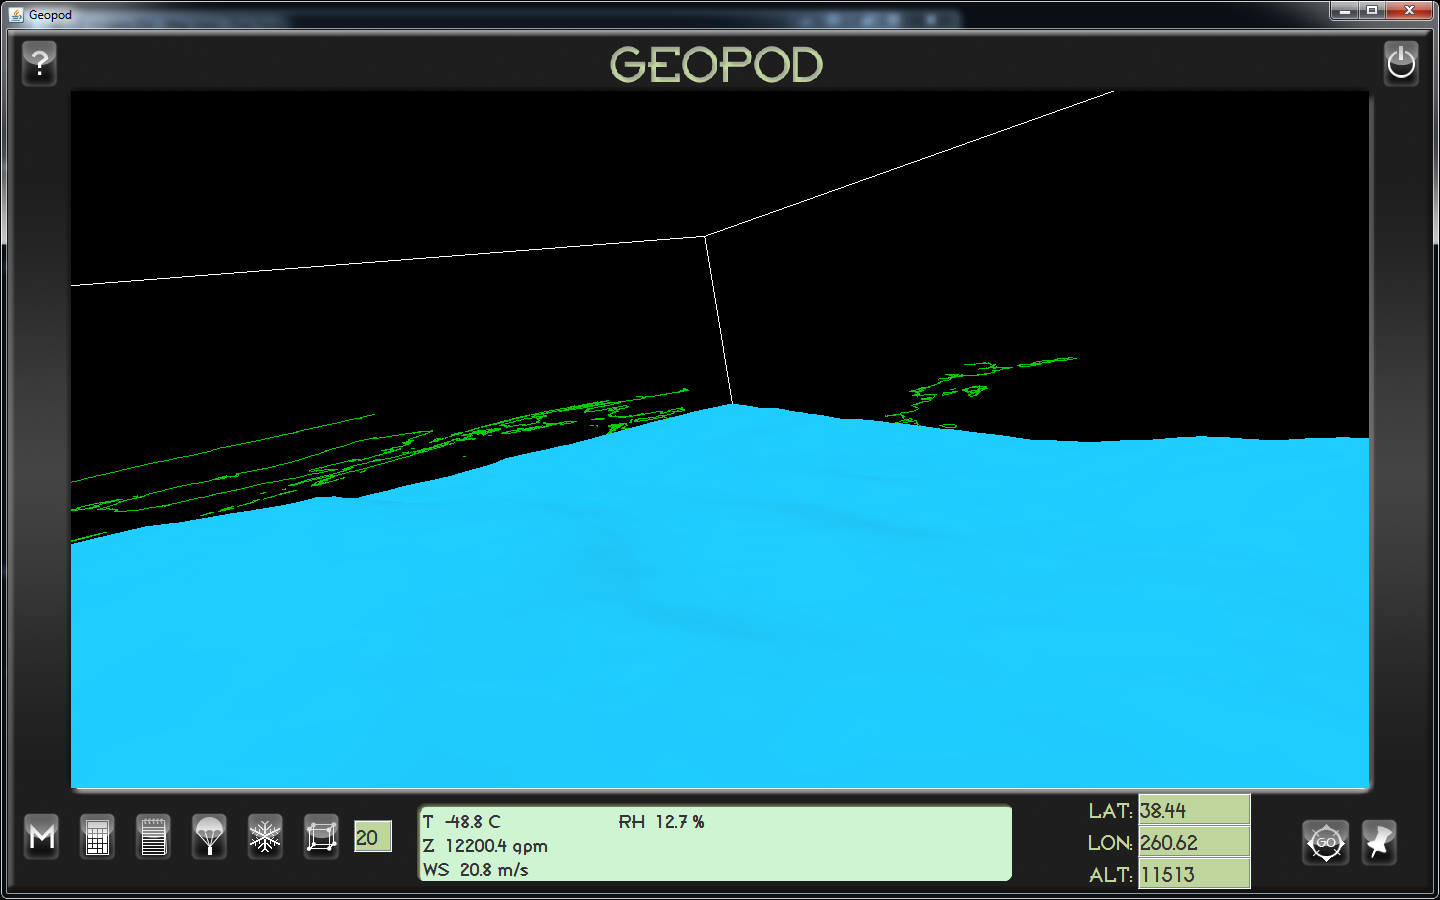 Geopod
?
GEOPOD
M
20
T -48.8 C RH 12.7 %
Z 12200.4 gpm
WS 20.8 m/s
LAT: 38.44
LON: 260.62
ALT: 11513
GO